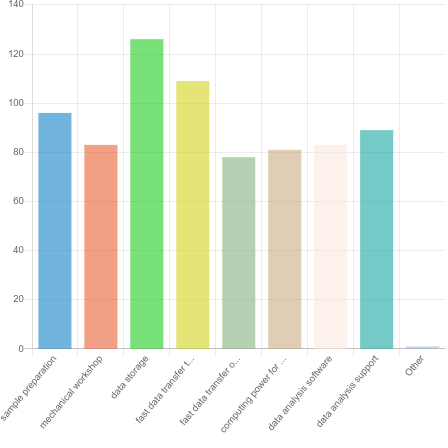 140
120
100
80
60
40
20
0
sample preparation
mechanical workshop
data storage
fast data transfer t...
fast data transfer o...
computing power for ...
data analysis software
data analysis support
Other